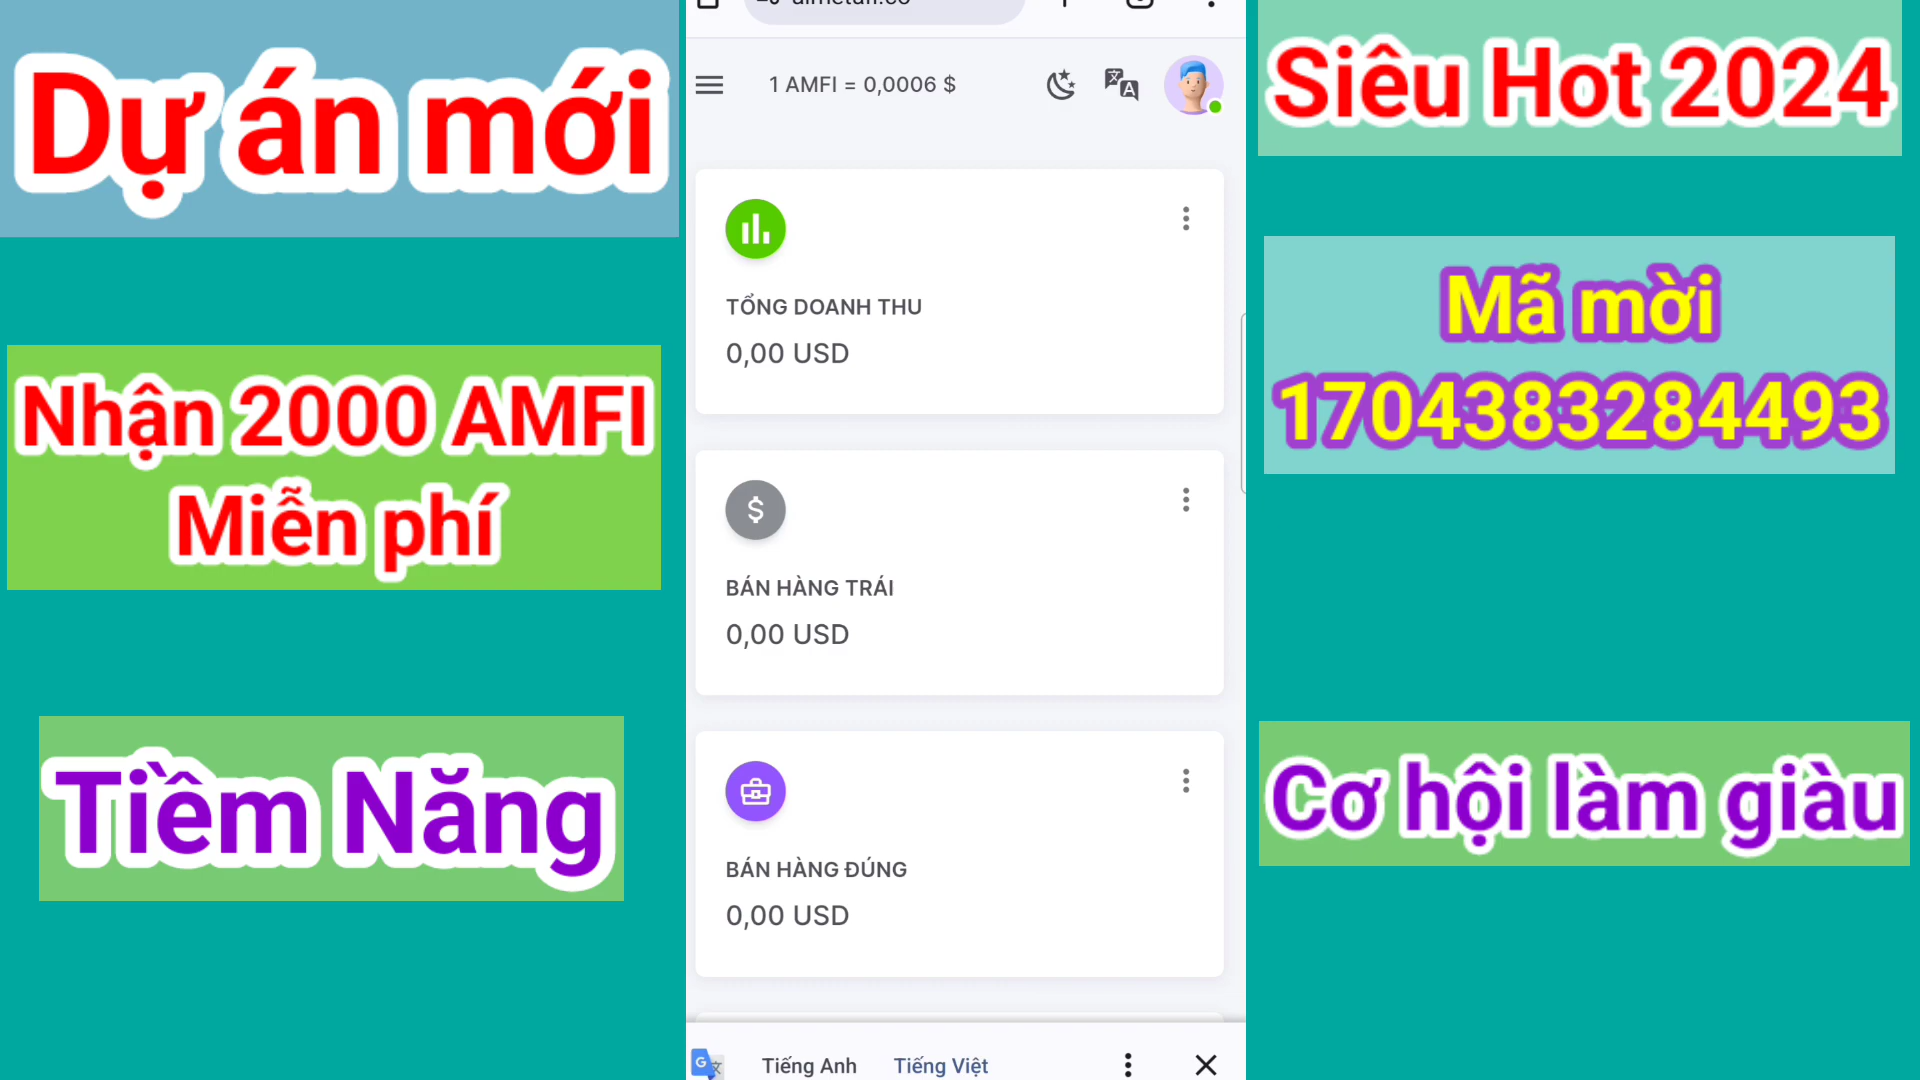 Dự án mới
Nhận 2000 AMFI
Miễn phí
Tiềm Năng
1 AMFI = 0,0006 $
TỔNG DOANH THU
0,00 USD
BÁN HÀNG TRÁI
0,00 USD
BÁN HÀNG ĐÚNG
0,00 USD
Tiếng Anh
Tiếng Việt
Siêu Hot 2024
Mã mời
1704383284493
Cơ hội làm giàu